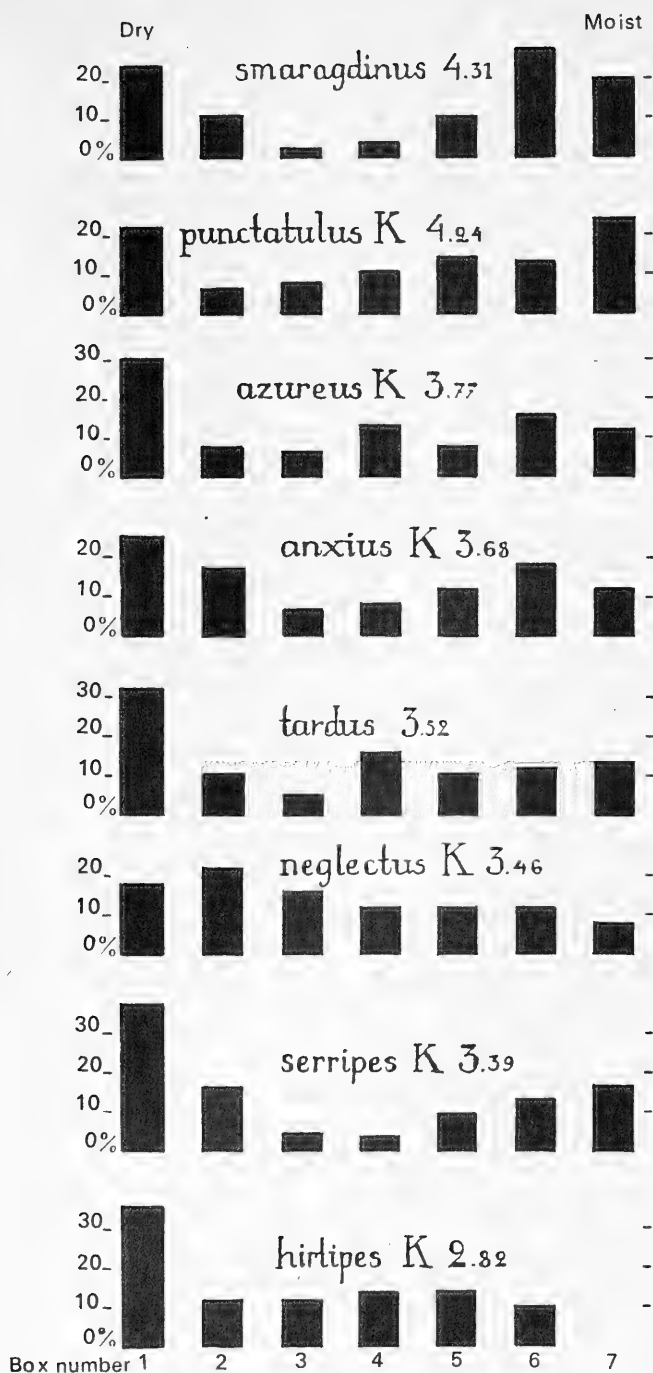 Dry Moist
smaragdinus 4.31
20_
10_
0%
punctatulus K 4.24
20_
10_
0%
30_
azureus K 3.77
20_
10_
0%
anxius K 3.68
20_
10_
0%
30_
tardus 3.52
20_
10_
0%
neglectus K 3.46
20_
10_
0%
30_
serripes K 3.39
20_
10_
0%
30_
hirtipes K 2.82
20_
10_
0%
Box number 1 2 3 4 5 6 7